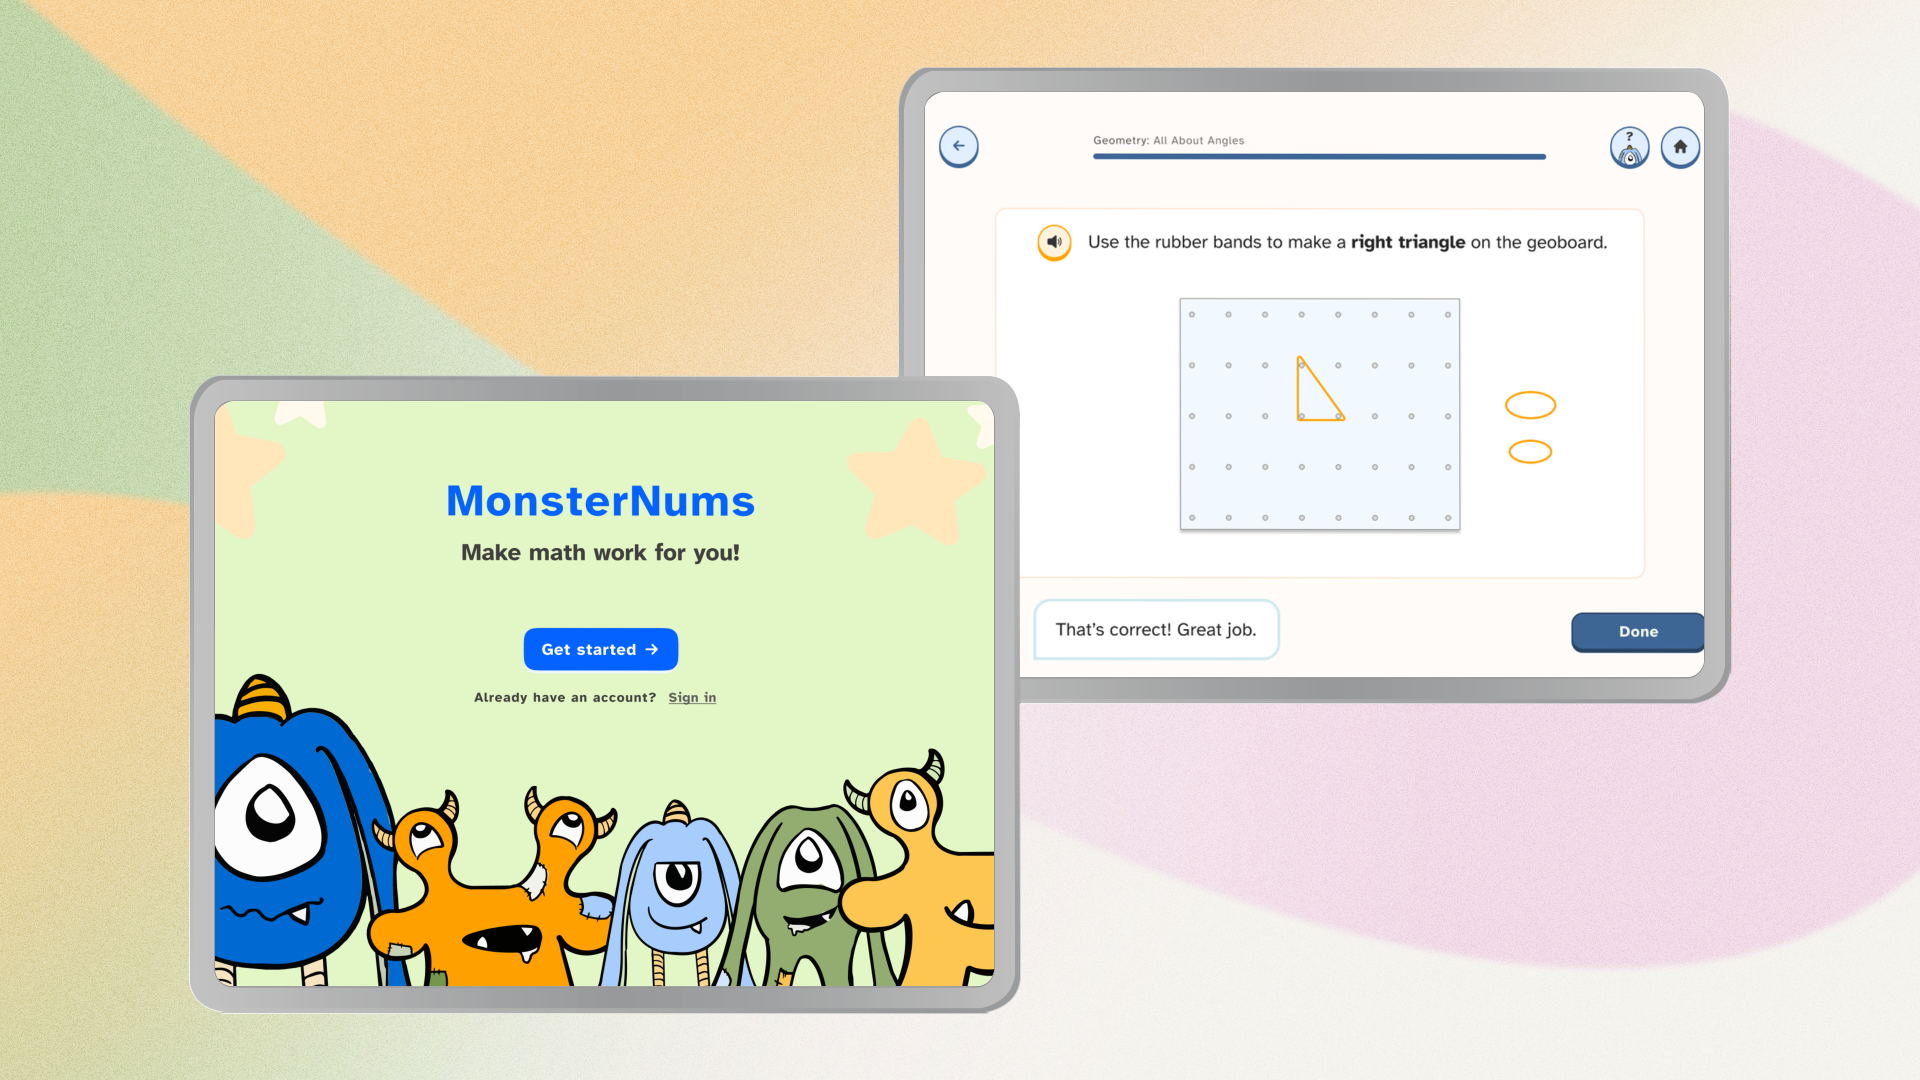 Geometry: All About Angles
?
Use the rubber bands to make a right triangle on the geoboard.
That's correct! Great job.
Done
MonsterNums
Make math work for you!
Get started →
Already have an account? Sign in